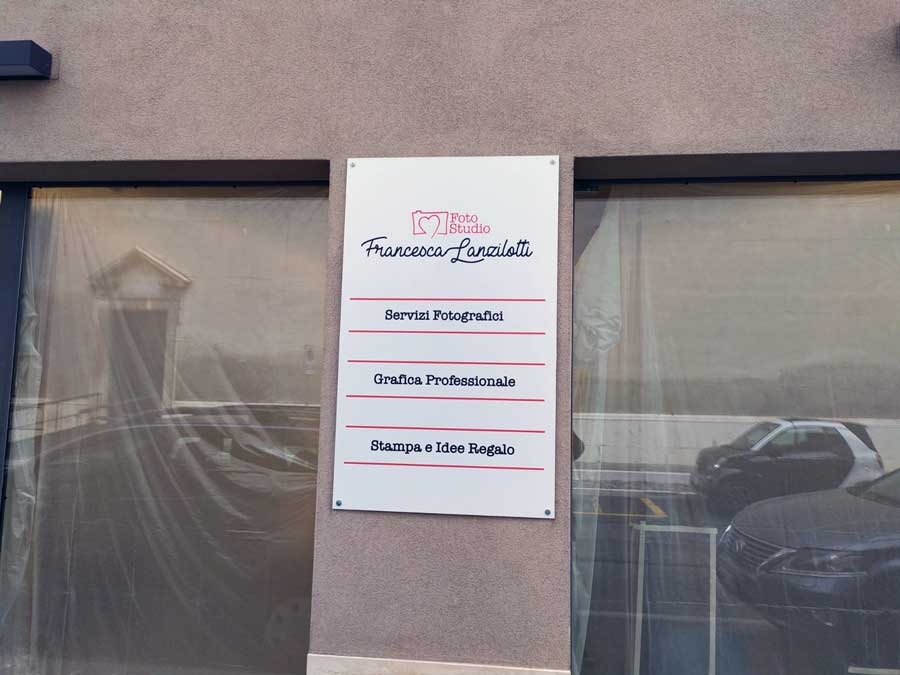 Foto
Studio
Francesca Lanzilotti
Servizi Fotografici
Grafica Professionale
Stampa e Idee Regalo